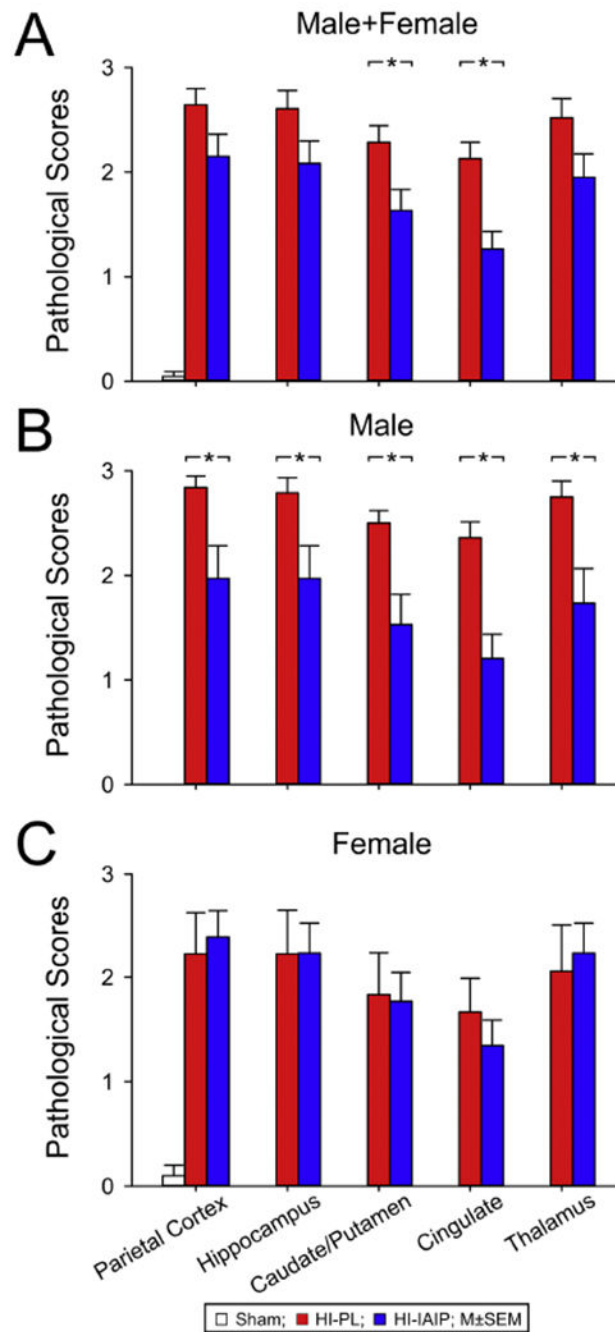 A
Male+Female
3
2
1
0
Pathological Scores
* *
B
Male
3
2
1
0
Pathological Scores
* * * * *
C
Female
3
2
1
0
Pathological Scores
Parietal Cortex
Hippocampus
Caudate/Putamen
Cingulate
Thalamus
Sham; HI-PL; HI-IAIP; M±SEM